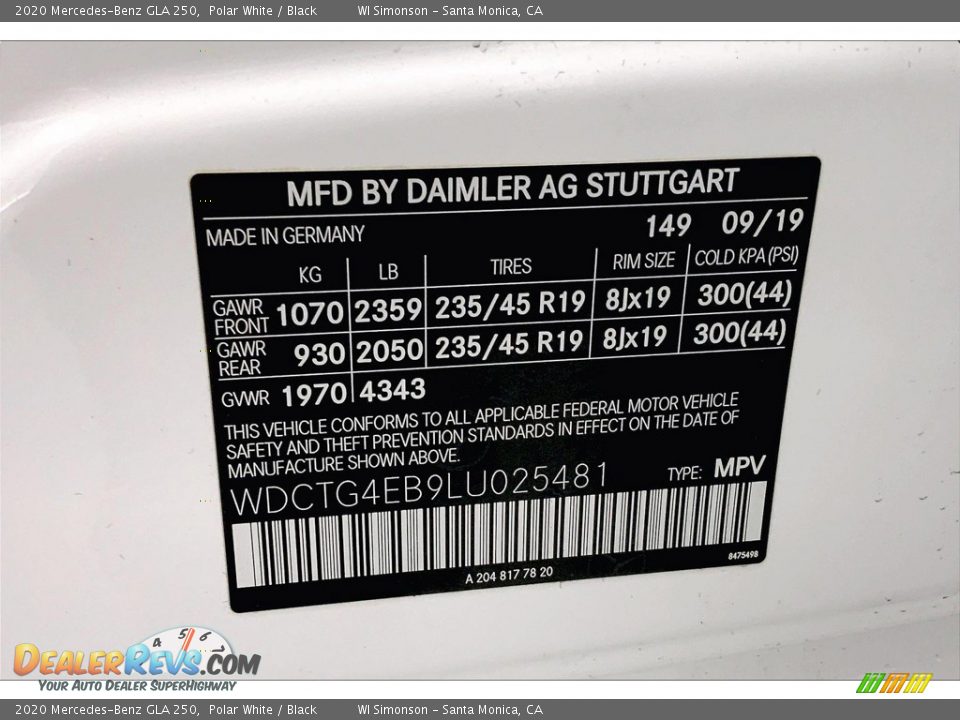 2020 Mercedes-Benz GLA 250, Polar White / Black WI Simonson - Santa Monica, CA
MFD BY DAIMLER AG STUTTGART
149 09/19
MADE IN GERMANY
KG LB TIRES RIM SIZE COLD KPA (PSI)
GAWR FRONT 1070 2359 235/45 R19 8Jx19 300(44)
GAWR REAR 930 2050 235/45 R19 8Jx19 300(44)
GVWR 1970 4343
THIS VEHICLE CONFORMS TO ALL APPLICABLE FEDERAL MOTOR VEHICLE
SAFETY AND THEFT PREVENTION STANDARDS IN EFFECT ON THE DATE OF
MANUFACTURE SHOWN ABOVE.
WDCTG4EB9LU025481 TYPE: MPV
8475498
A 204 817 78 20
4 5 6
DEALERREVS.COM
YOUR AUTO DEALER SUPERHIGHWAY
2020 Mercedes-Benz GLA 250, Polar White / Black WI Simonson - Santa Monica, CA